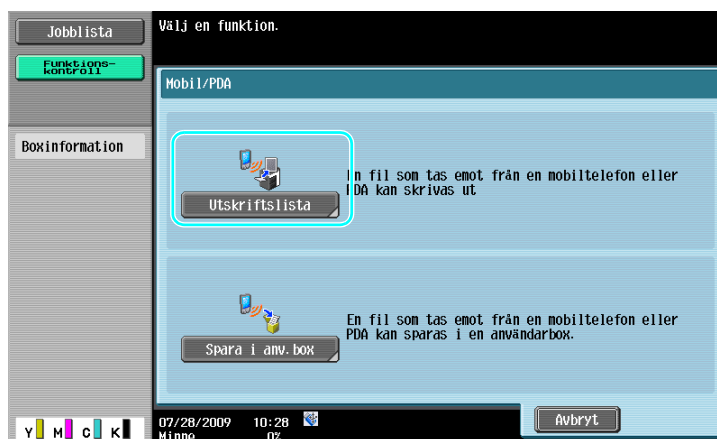 Jobblista
Funktions-
kontroll
Boxinformation
Välj en funktion.
Mobil/PDA
Utskriftslista
En fil som tas emot från en mobiltelefon eller
PDA kan skrivas ut
Spara i anv.box
En fil som tas emot från en mobiltelefon eller
PDA kan sparas i en användarbox.
Y M C K
07/28/2009 10:28
Minne 0%
Avbryt